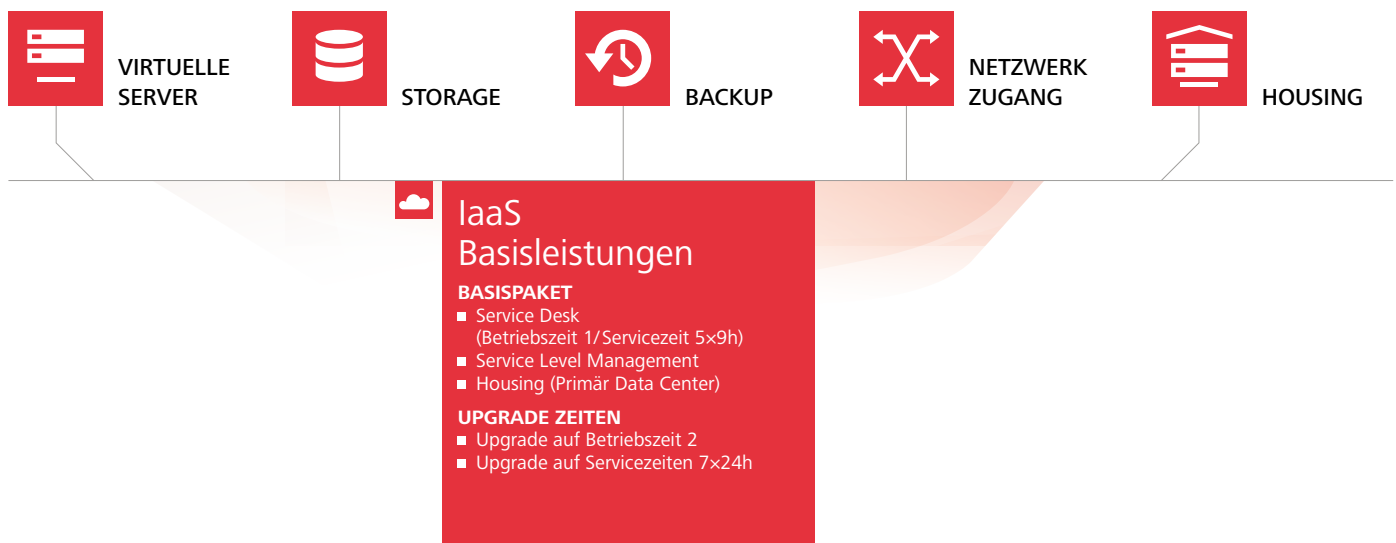 VIRTUELLE
SERVER
STORAGE
BACKUP
NETZWERK
ZUGANG
HOUSING
IaaS
Basisleistungen
BASISPAKET
Service Desk
(Betriebszeit 1/Servicezeit 5×9h)
Service Level Management
Housing (Primär Data Center)
UPGRADE ZEITEN
Upgrade auf Betriebszeit 2
Upgrade auf Servicezeiten 7×24h